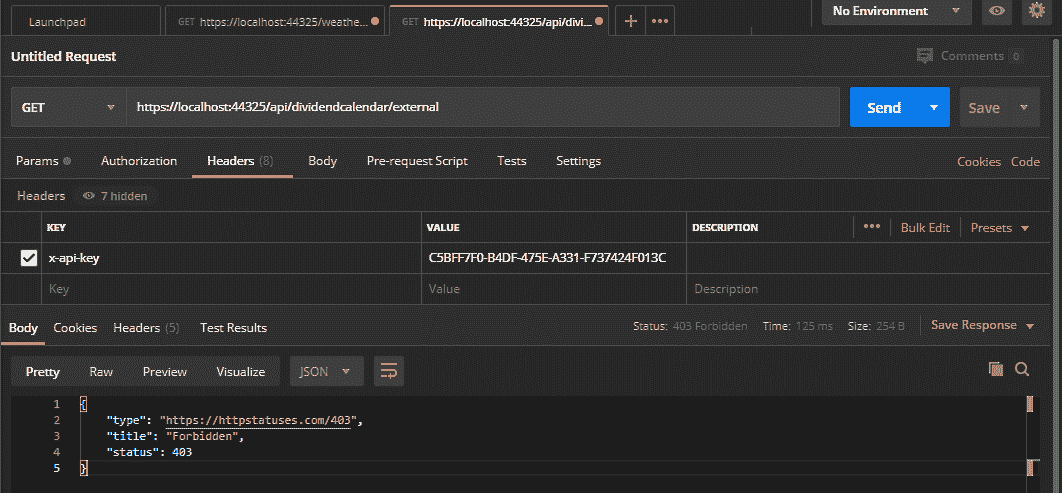 Launchpad GET https://localhost:44325/weathe... GET https://localhost:44325/api/divi... + ••• No Environment
Untitled Request Comments 0
GET https://localhost:44325/api/dividendcalendar/external Send Save
Params Authorization Headers (8) Body Pre-request Script Tests Settings Cookies Code
Headers 7 hidden
KEY VALUE DESCRIPTION ••• Bulk Edit Presets
x-api-key C5BFF7F0-B4DF-475E-A331-F737424F013C
Key Value Description
Body Cookies Headers (5) Test Results Status: 403 Forbidden Time: 125 ms Size: 254 B Save Response
Pretty Raw Preview Visualize JSON
1 {
2 "type": "https://httpstatuses.com/403",
3 "title": "Forbidden",
4 "status": 403
5 }